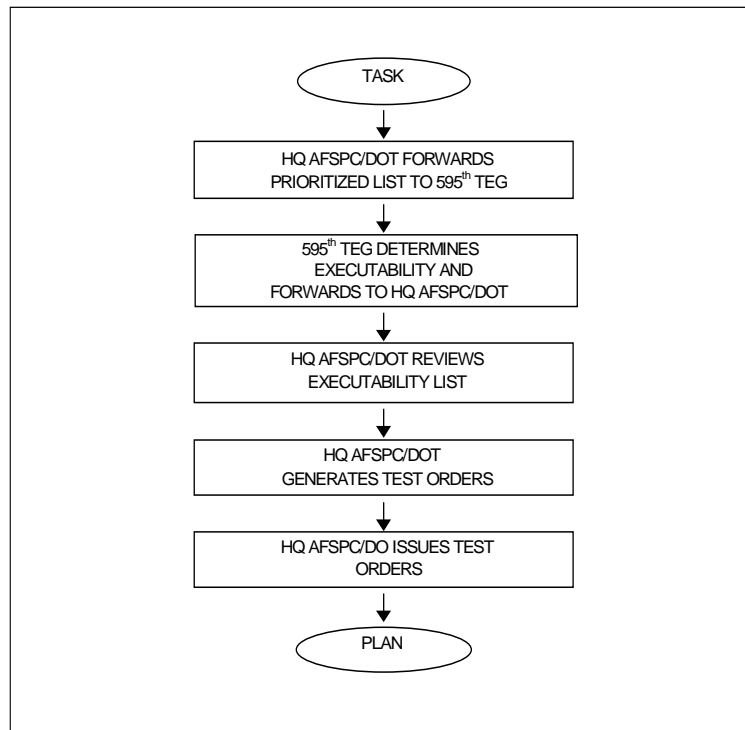 TASK
HQ AFSPC/DOT FORWARDS
PRIORITIZED LIST TO 595th TEG
595th TEG DETERMINES
EXECUTABILITY AND
FORWARDS TO HQ AFSPC/DOT
HQ AFSPC/DOT REVIEWS
EXECUTABILITY LIST
HQ AFSPC/DOT
GENERATES TEST ORDERS
HQ AFSPC/DO ISSUES TEST
ORDERS
PLAN